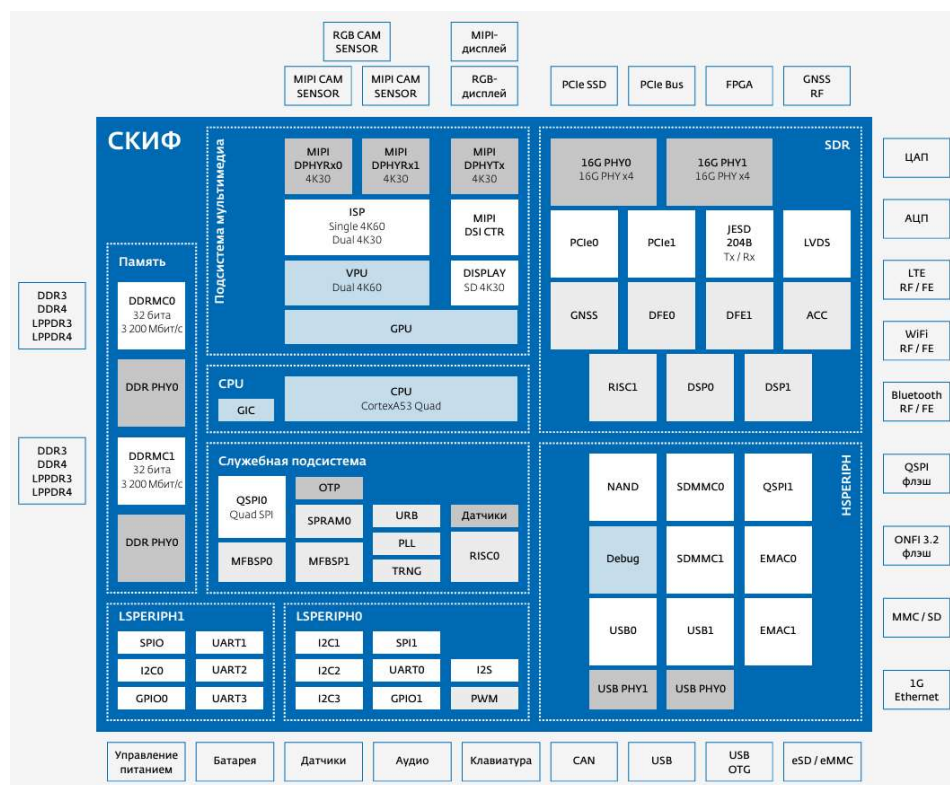 RGB CAM
SENSOR
MIPI-
дисплей
MIPI CAM
SENSOR
MIPI CAM
SENSOR
RGB-
дисплей
PCIe SSD
PCIe Bus
FPGA
GNSS
RF
СКИФ
Подсистема мультимедиа
MIPI
DPHYRx0
4K30
MIPI
DPHYRx1
4K30
MIPI
DPHYTx
4K30
ISP
Single 4K60
Dual 4K30
MIPI
DSI CTR
VPU
Dual 4K60
DISPLAY
SD 4K30
GPU
SDR
16G PHY0
16G PHY x4
16G PHY1
16G PHY x4
PCIe0
PCIe1
JESD
204B
Tx / Rx
LVDS
GNSS
DFE0
DFE1
ACC
RISC1
DSP0
DSP1
Память
DDRMC0
32 бита
3 200 Мбит/с
DDR PHY0
DDRMC1
32 бита
3 200 Мбит/с
DDR PHY0
DDR3
DDR4
LPPDR3
LPPDR4
DDR3
DDR4
LPPDR3
LPPDR4
CPU
GIC
CPU
CortexA53 Quad
Служебная подсистема
QSPI0
Quad SPI
OTP
SPRAM0
URB
Датчики
PLL
MFBSP0
MFBSP1
TRNG
RISC0
HSPERIPH
NAND
SDMMC0
QSPI1
Debug
SDMMC1
EMAC0
USB0
USB1
EMAC1
USB PHY1
USB PHY0
LSPERIPH1
SPIO
UART1
I2C0
UART2
GPIO0
UART3
LSPERIPH0
I2C1
SPI1
I2C2
UART0
I2S
I2C3
GPIO1
PWM
ЦАП
АЦП
LTE
RF / FE
WiFi
RF / FE
Bluetooth
RF / FE
QSPI
флэш
ONFI 3.2
флэш
MMC / SD
1G
Ethernet
Управление
питанием
Батарея
Датчики
Аудио
Клавиатура
CAN
USB
USB
OTG
eSD / eMMC